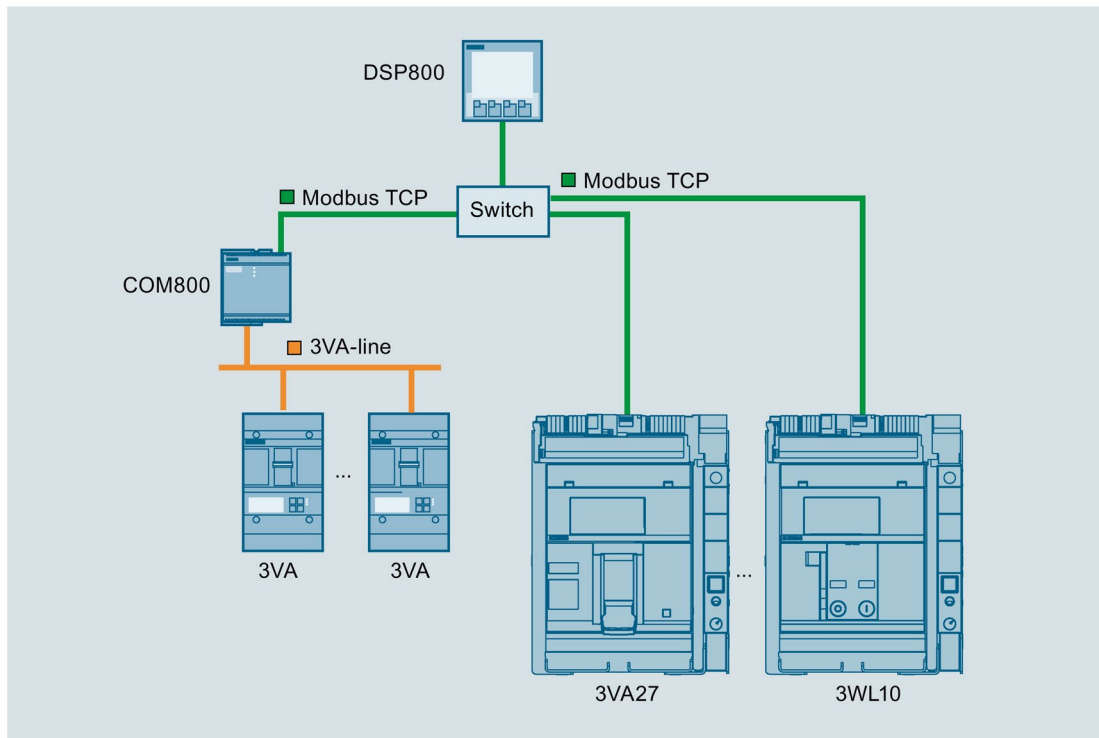 DSP800
Modbus TCP
Modbus TCP
Switch
COM800
3VA-line
...
3VA
3VA
...
3VA27
3WL10